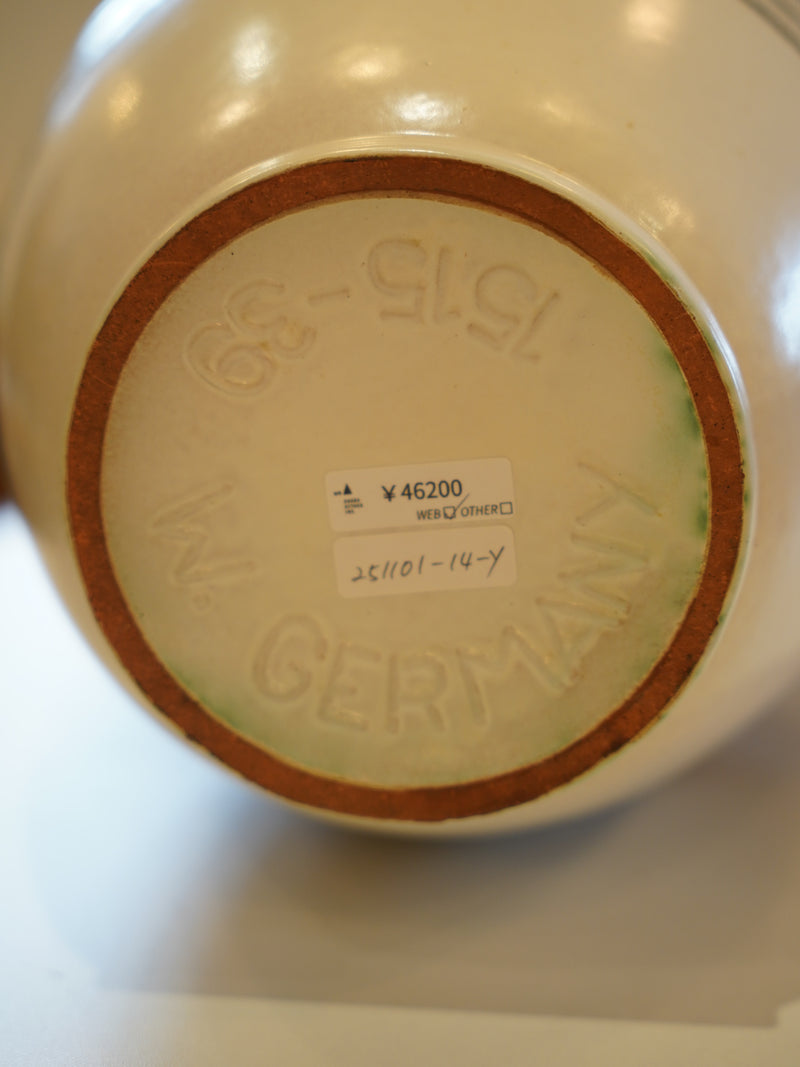 1515-39
¥46200
WEB☑ OTHER☐
251101-14-Y
W. GERMANY